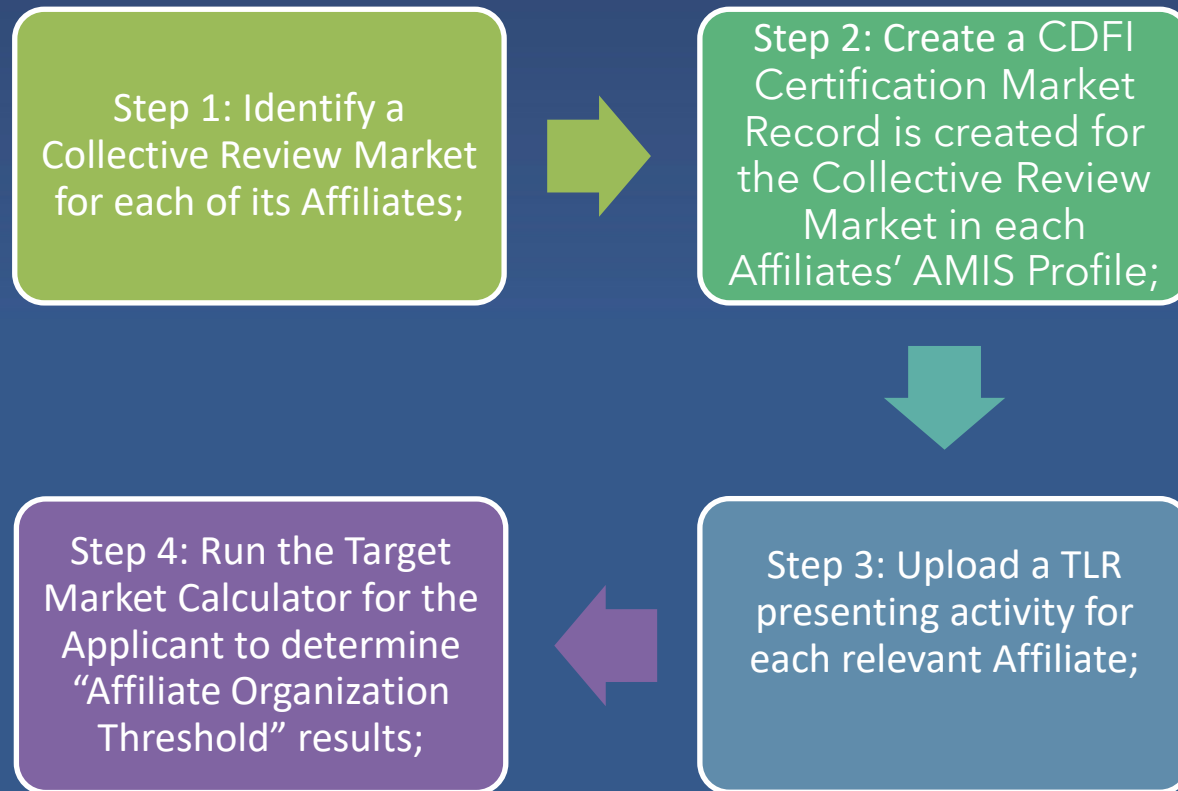 Step 1: Identify a
Collective Review Market
for each of its Affiliates;
Step 2: Create a CDFI
Certification Market
Record is created for
the Collective Review
Market in each
Affiliates’ AMIS Profile;
Step 3: Upload a TLR
presenting activity for
each relevant Affiliate;
Step 4: Run the Target
Market Calculator for the
Applicant to determine
“Affiliate Organization
Threshold” results;